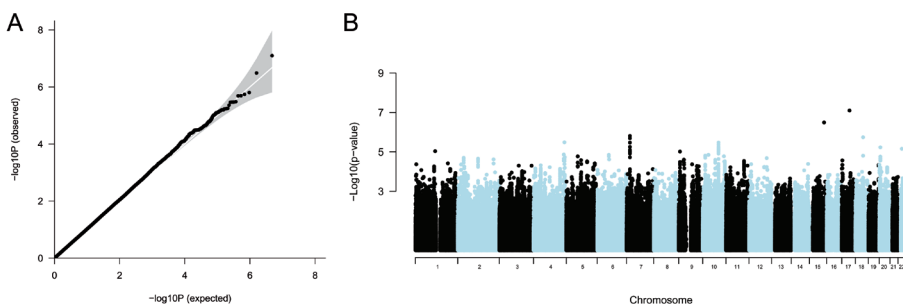 A
8
6
4
2
0
−log10P (observed)
0 2 4 6 8
−log10P (expected)
B
9
7
5
3
−Log10(p−value)
1 2 3 4 5 6 7 8 9 10 11 12 13 14 15 16 17 18 19 20 21 22
Chromosome